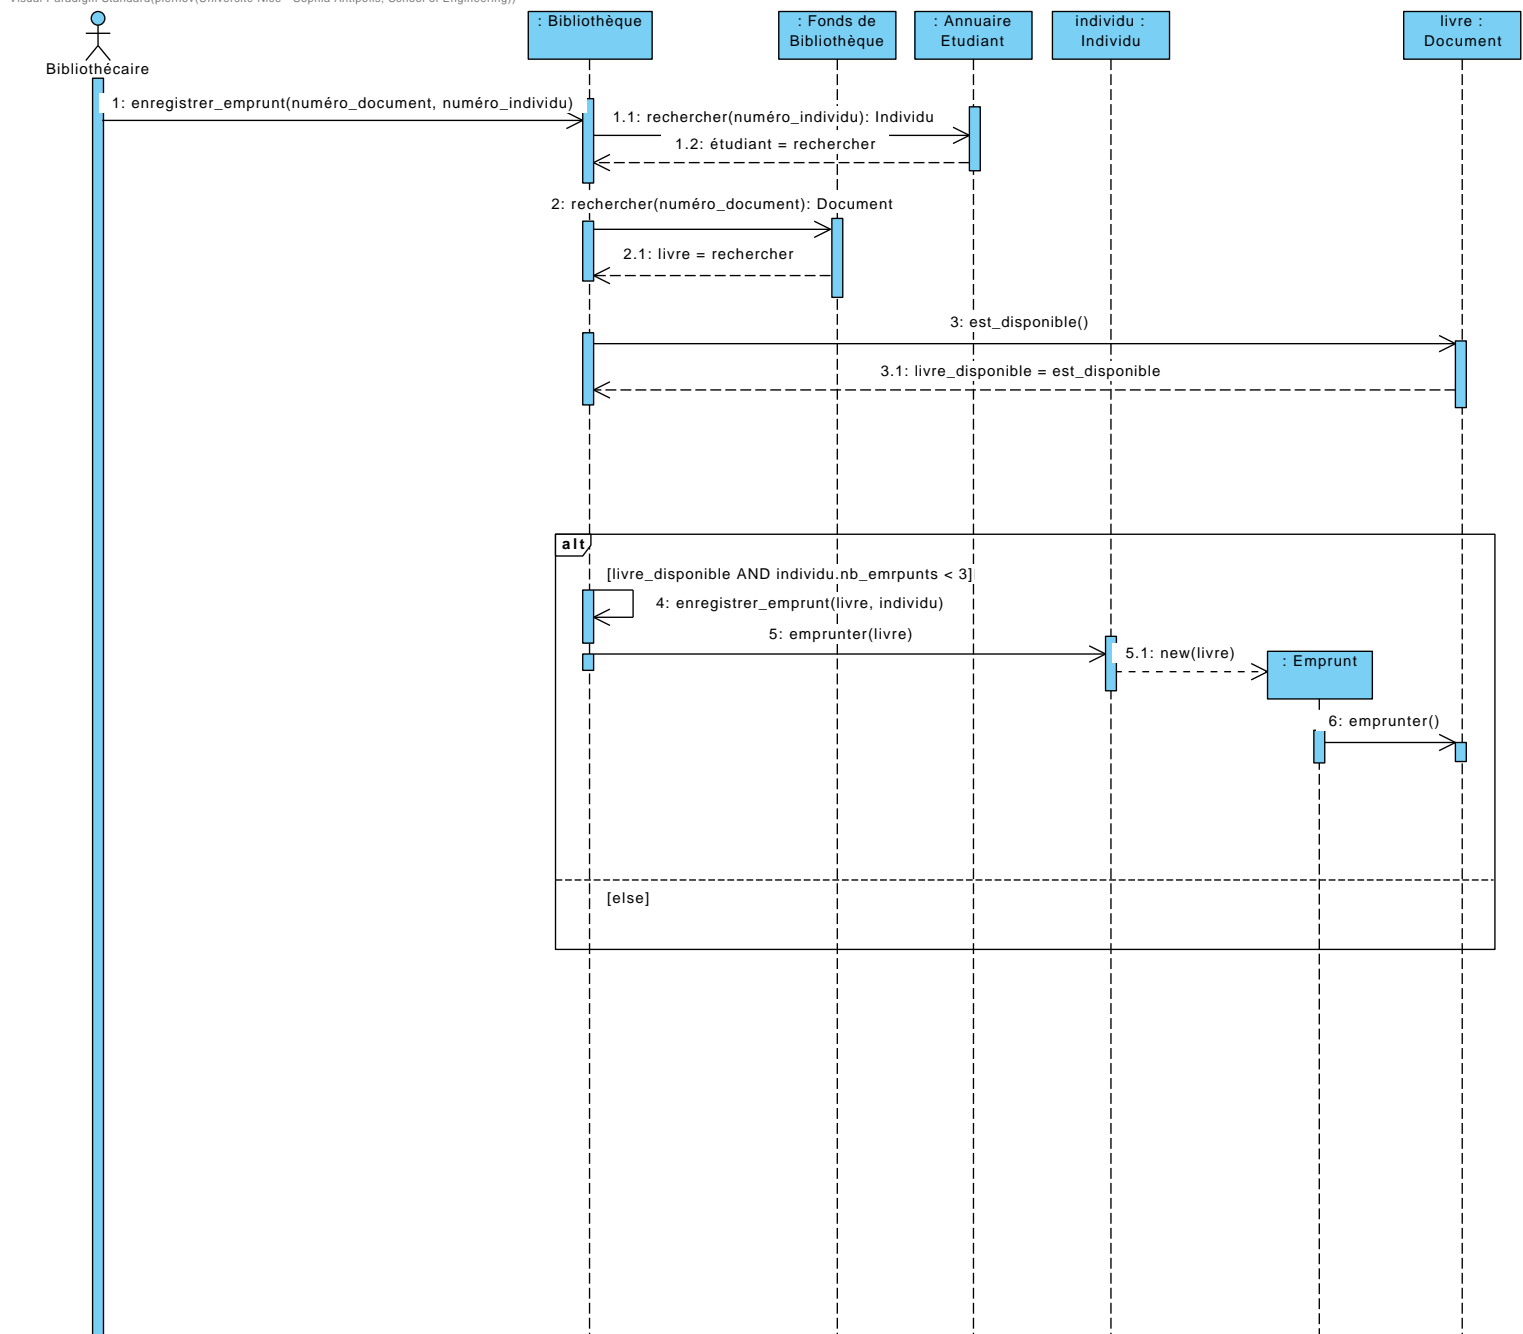 : Bibliothèque
: Fonds de
Bibliothèque
: Annuaire
Etudiant
individu :
Individu
livre :
Document
Bibliothécaire
1: enregistrer_emprunt(numéro_document, numéro_individu)
1.1: rechercher(numéro_individu): Individu
1.2: étudiant = rechercher
2: rechercher(numéro_document): Document
2.1: livre = rechercher
3: est_disponible()
3.1: livre_disponible = est_disponible
alt
[livre_disponible AND individu.nb_emrpunts < 3]
4: enregistrer_emprunt(livre, individu)
5: emprunter(livre)
5.1: new(livre)
: Emprunt
6: emprunter()
[else]